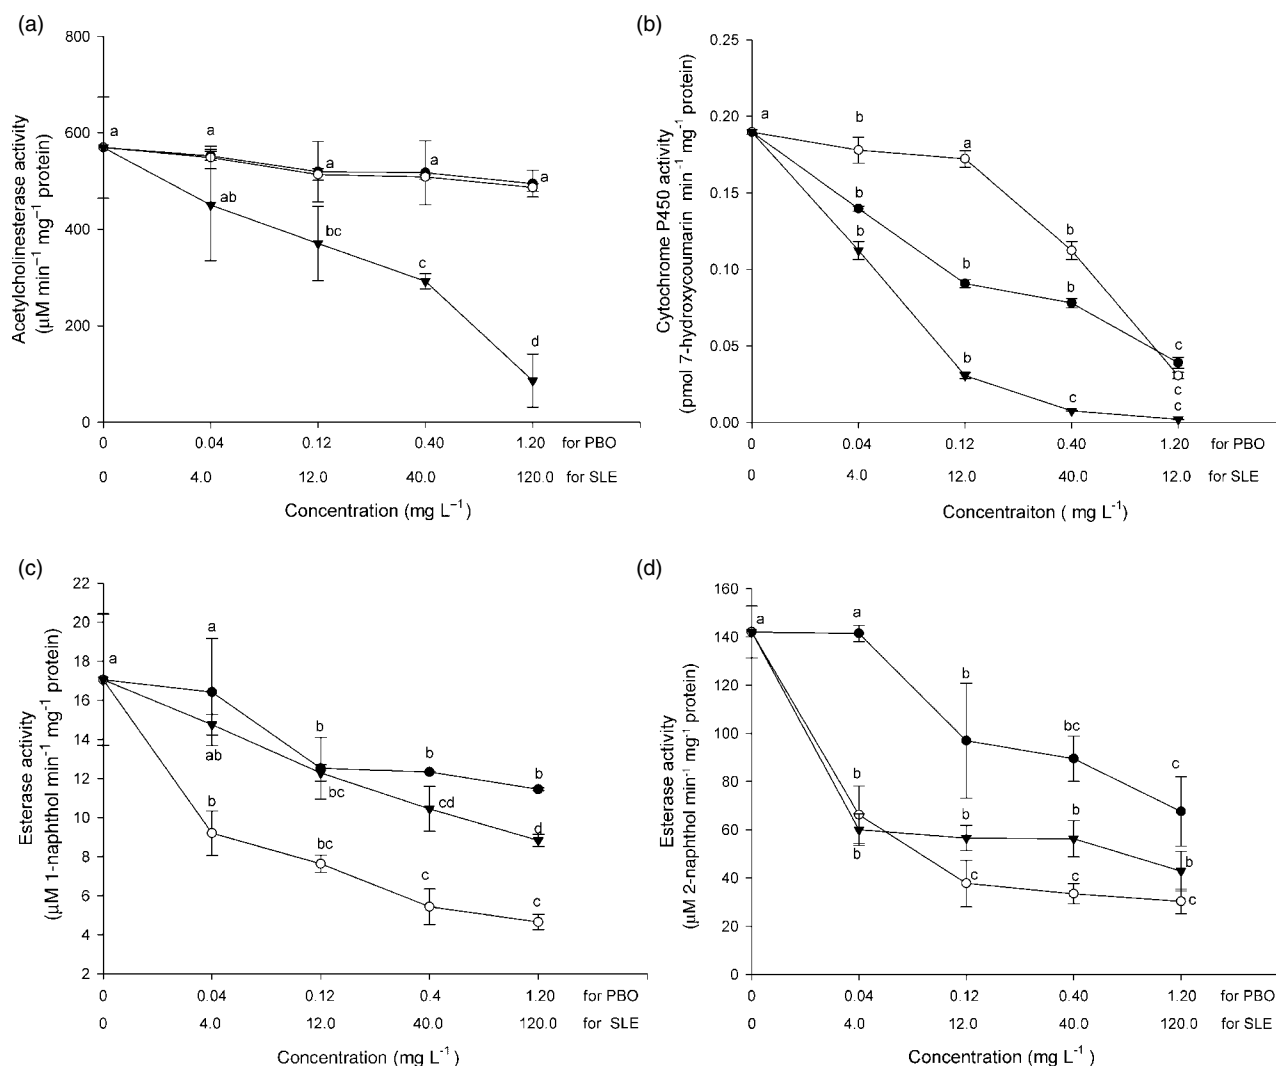 (a)
800
600
400
200
0
Acetylcholinesterase activity
(µM min⁻¹ mg⁻¹ protein)
a
a
a
a
a
ab
bc
c
d
0 0.04 0.12 0.40 1.20 for PBO
0 4.0 12.0 40.0 120.0 for SLE
Concentration (mg L⁻¹)
(b)
0.25
0.20
0.15
0.10
0.05
0.00
Cytochrome P450 activity
(pmol 7-hydroxycoumarin min⁻¹ mg⁻¹ protein)
a
b
a
b
b
b
b
b
b
c
c
c
c
0 0.04 0.12 0.40 1.20 for PBO
0 4.0 12.0 40.0 12.0 for SLE
Concentraiton ( mg L⁻¹)
(c)
22
20
18
16
14
12
10
8
6
4
2
Esterase activity
(µM 1-naphthol min⁻¹ mg⁻¹ protein)
a
a
b
b
b
ab
bc
cd
d
b
bc
c
c
0 0.04 0.12 0.4 1.20 for PBO
0 4.0 12.0 40.0 120.0 for SLE
Concentration (mg L⁻¹)
(d)
160
140
120
100
80
60
40
20
0
Esterase activity
(µM 2-naphthol min⁻¹ mg⁻¹ protein)
a
a
b
bc
c
b
b
b
b
b
c
c
c
0 0.04 0.12 0.40 1.20 for PBO
0 4.0 12.0 40.0 120.0 for SLE
Concentration (mg L⁻¹)